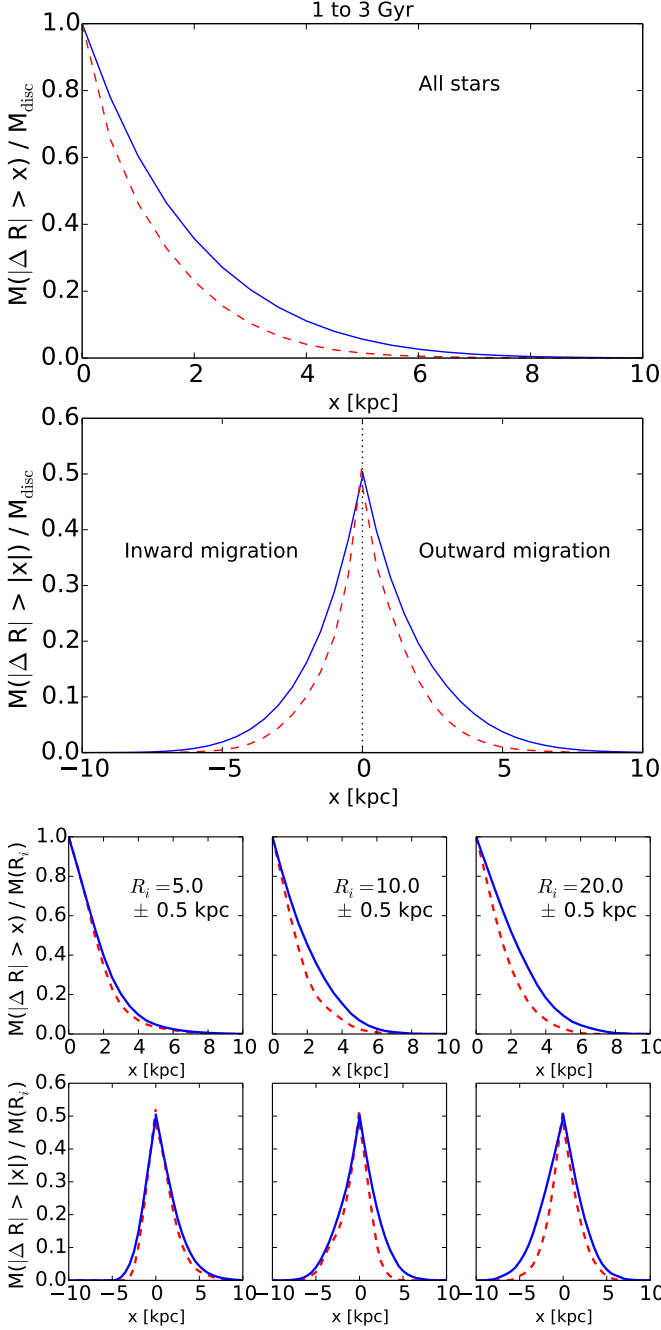 1 to 3 Gyr
All stars
M(|Δ R| > x) / M_disc
1.0
0.8
0.6
0.4
0.2
0.0
0 2 4 6 8 10
x [kpc]
Inward migration Outward migration
M(|Δ R| > |x|) / M_disc
0.6
0.5
0.4
0.3
0.2
0.1
0.0
−10 −5 0 5 10
x [kpc]
M(|Δ R| > x) / M(R_i)
1.0
0.8
0.6
0.4
0.2
0.0
R_i =5.0
± 0.5 kpc
R_i =10.0
± 0.5 kpc
R_i =20.0
± 0.5 kpc
0 2 4 6 8 10
0 2 4 6 8 10
0 2 4 6 8 10
x [kpc]
x [kpc]
x [kpc]
M(|Δ R| > |x|) / M(R_i)
0.6
0.5
0.4
0.3
0.2
0.1
0.0
−10 −5 0 5 10
−10 −5 0 5 10
−10 −5 0 5 10
x [kpc]
x [kpc]
x [kpc]